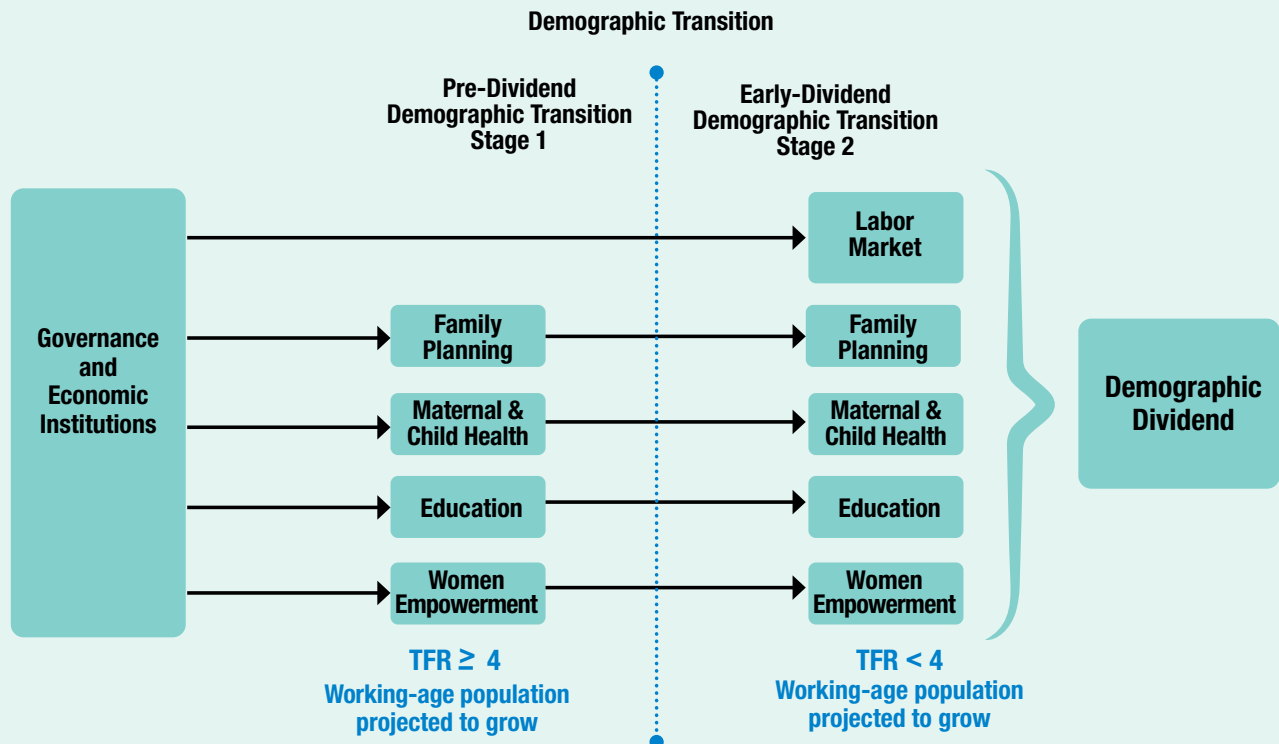 Demographic Transition
Pre-Dividend
Demographic Transition
Stage 1
Early-Dividend
Demographic Transition
Stage 2
Governance
and
Economic
Institutions
Labor
Market
Family
Planning
Family
Planning
Maternal &
Child Health
Maternal &
Child Health
Education
Education
Women
Empowerment
Women
Empowerment
Demographic
Dividend
TFR ≥ 4
Working-age population
projected to grow
TFR < 4
Working-age population
projected to grow